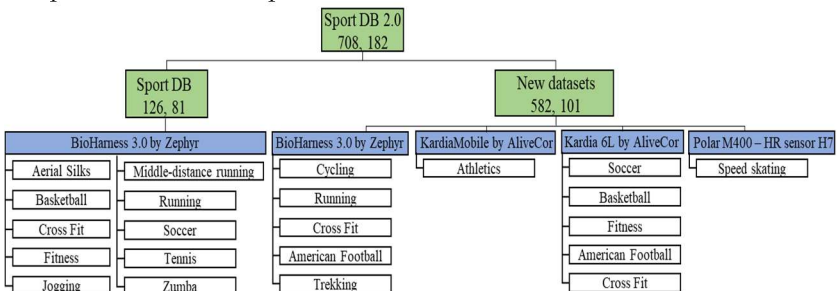 Sport DB 2.0
708, 182
Sport DB
126, 81
New datasets
582, 101
BioHarness 3.0 by Zephyr
Aerial Silks
Basketball
Cross Fit
Fitness
Jogging
Middle-distance running
Running
Soccer
Tennis
Zumba
BioHarness 3.0 by Zephyr
Cycling
Running
Cross Fit
American Football
Trekking
KardiaMobile by AliveCor
Athletics
Kardia 6L by AliveCor
Soccer
Basketball
Fitness
American Football
Cross Fit
Polar M400 – HR sensor H7
Speed skating